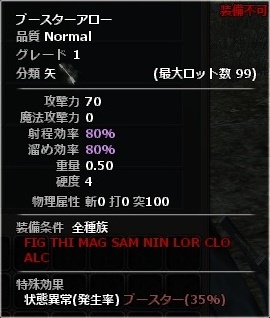 ブースターアロー
装備不可
品質 Normal
グレード 1
分類 矢 (最大ロット数 99)
攻撃力 70
魔法攻撃力 0
射程効率 80%
溜め効率 80%
重量 0.50
硬度 4
物理属性 斬0 打0 突100
装備条件 全種族
FIG THI MAG SAM NIN LOR CLO
ALC
特殊効果
状態異常(発生率) ブースター(35%)